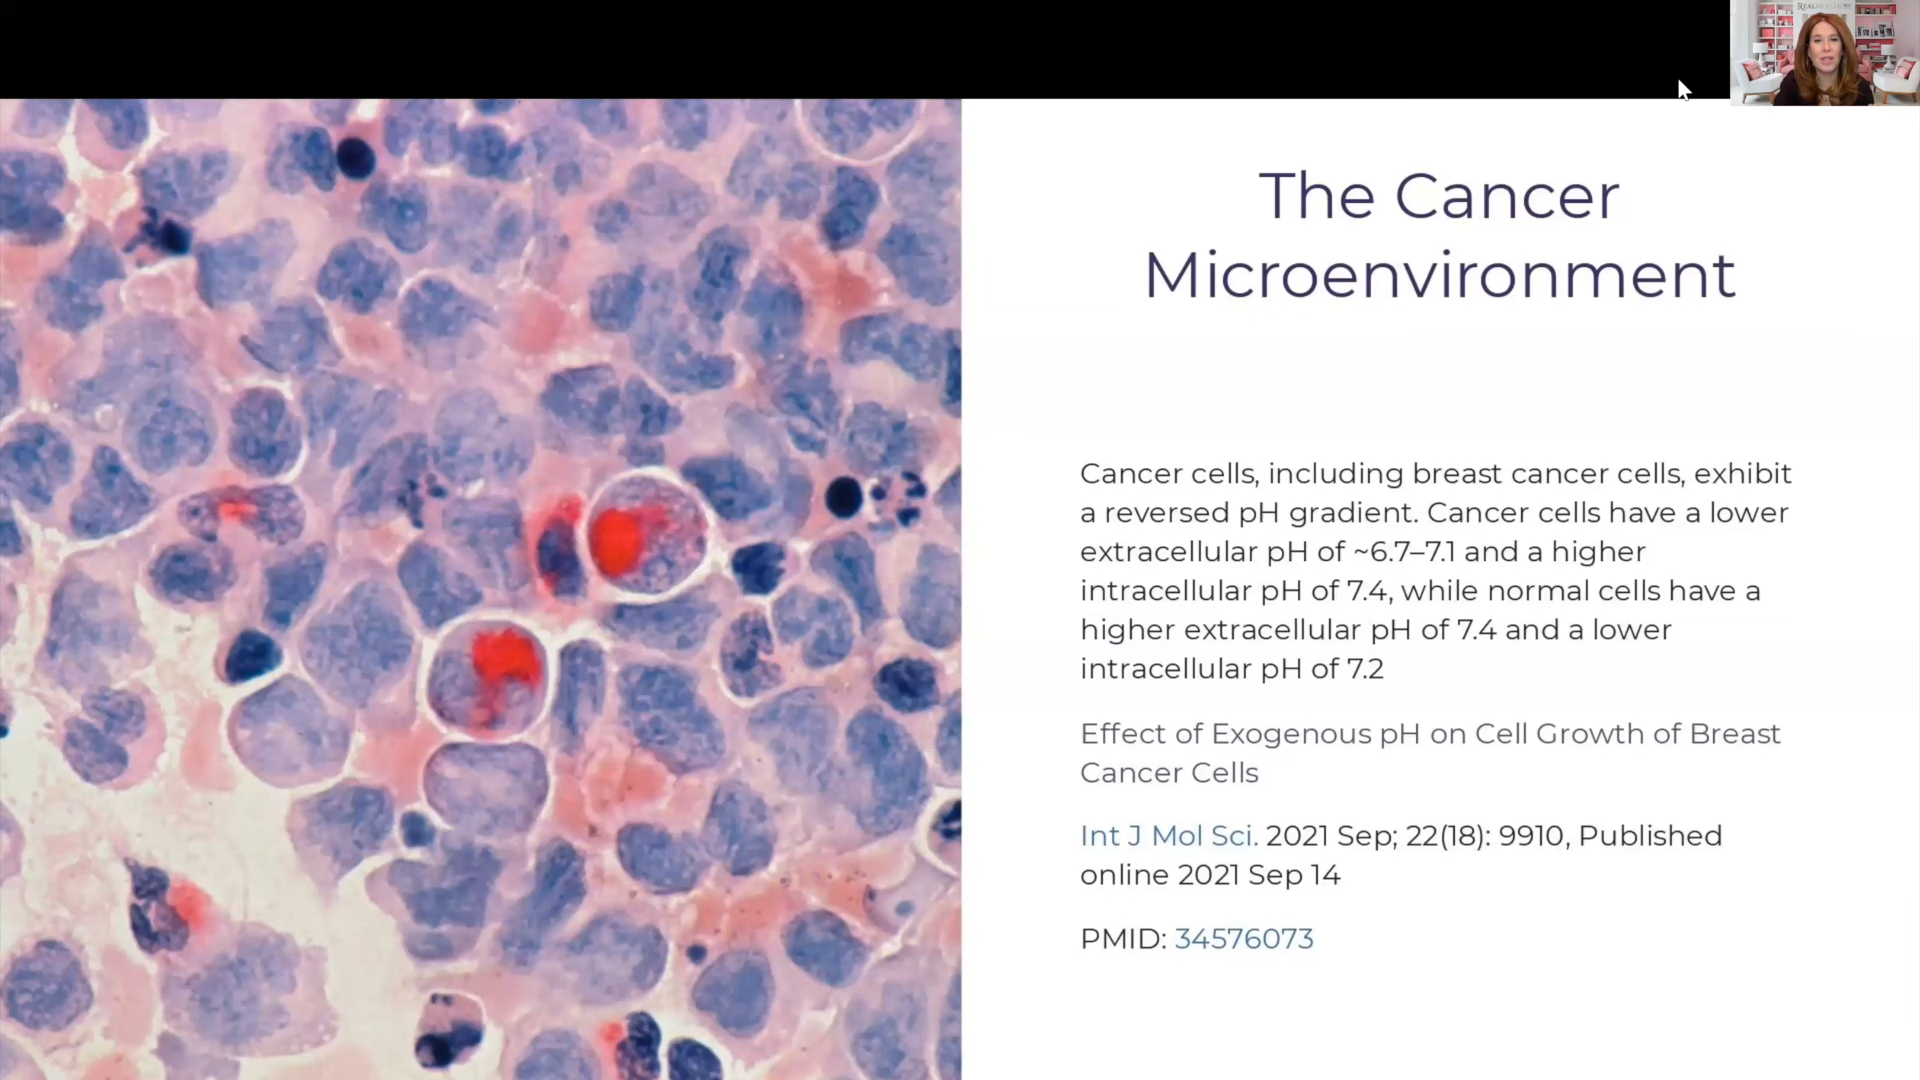 REALHEALTH
The Cancer
Microenvironment
Cancer cells, including breast cancer cells, exhibit
a reversed pH gradient. Cancer cells have a lower
extracellular pH of ~6.7–7.1 and a higher
intracellular pH of 7.4, while normal cells have a
higher extracellular pH of 7.4 and a lower
intracellular pH of 7.2
Effect of Exogenous pH on Cell Growth of Breast
Cancer Cells
Int J Mol Sci. 2021 Sep; 22(18): 9910, Published
online 2021 Sep 14
PMID: 34576073